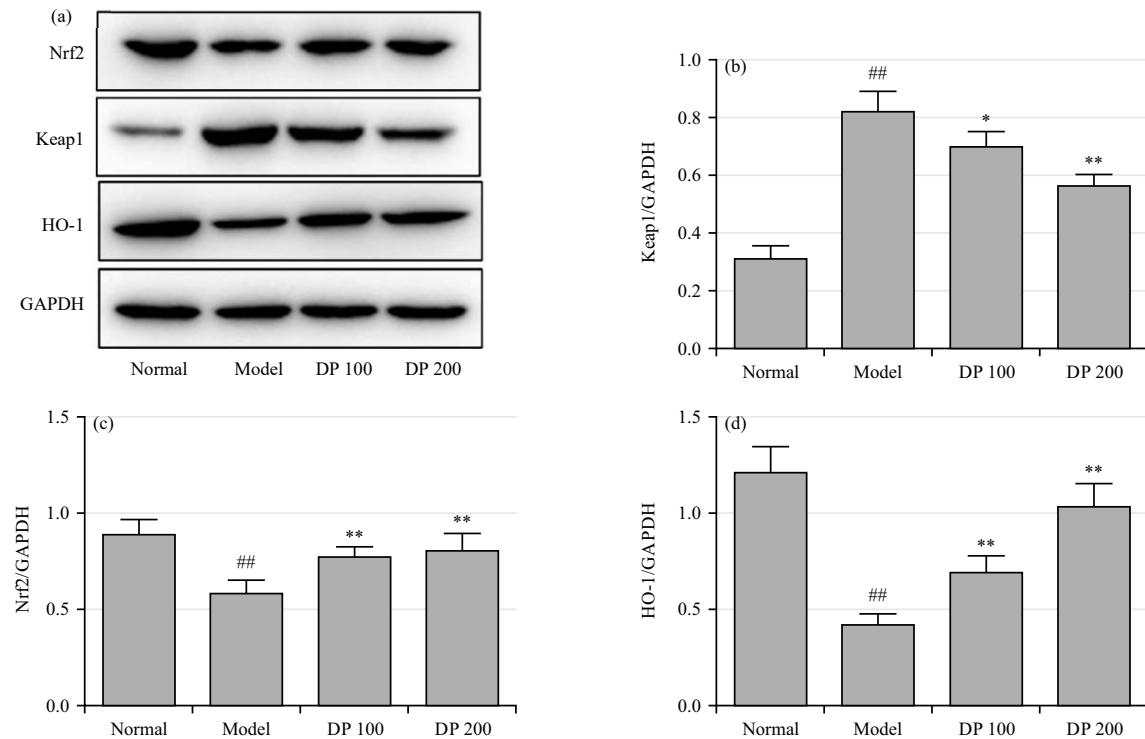 (a)
Nrf2
Keap1
HO-1
GAPDH
Normal Model DP 100 DP 200
(b)
Keap1/GAPDH
1.0
0.8
0.6
0.4
0.2
0.0
##
*
**
Normal Model DP 100 DP 200
(c)
Nrf2/GAPDH
1.5
1.0
0.5
0.0
##
**
**
Normal Model DP 100 DP 200
(d)
HO-1/GAPDH
1.5
1.0
0.5
0.0
##
**
**
Normal Model DP 100 DP 200